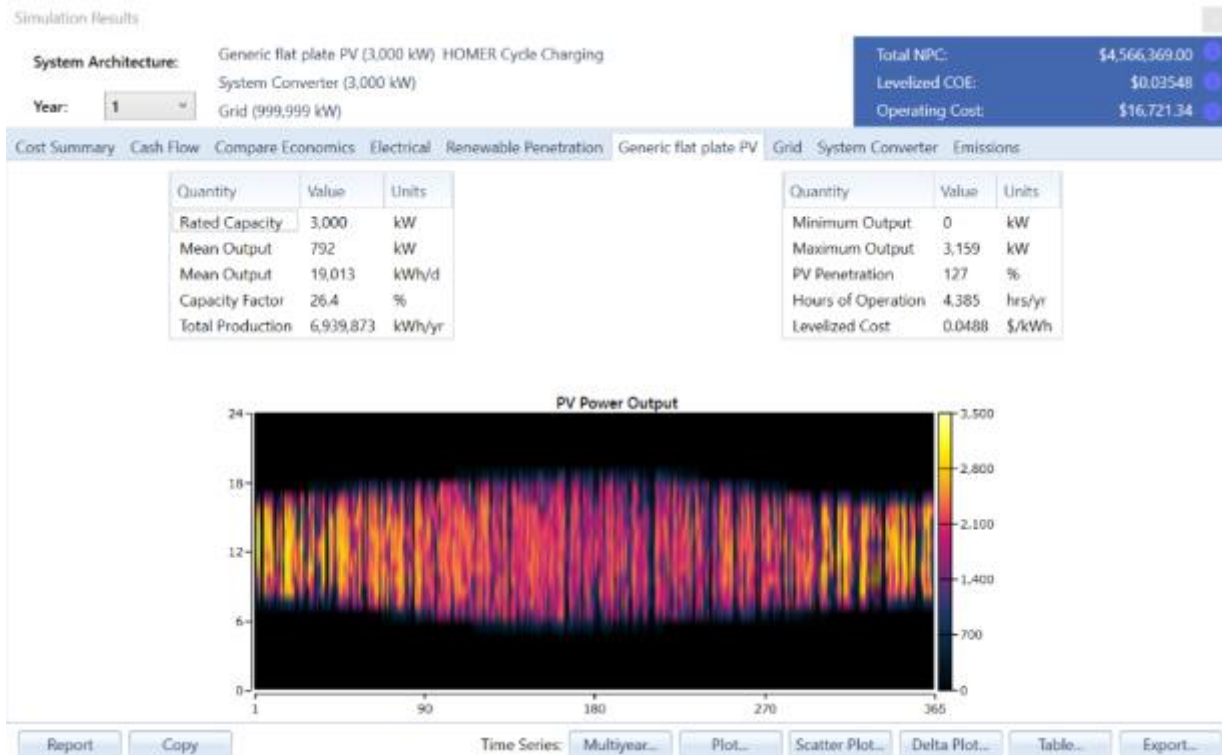 Simulation Results
System Architecture:
Generic flat plate PV (3,000 kW) HOMER Cycle Charging
System Converter (3,000 kW)
Grid (999,999 kW)
Year: 1
Total NPC: $4,566,369.00
Levelized COE: $0.03548
Operating Cost: $16,721.34
Cost Summary Cash Flow Compare Economics Electrical Renewable Penetration Generic flat plate PV Grid System Converter Emissions
Quantity Value Units
Rated Capacity 3,000 kW
Mean Output 792 kW
Mean Output 19,013 kWh/d
Capacity Factor 26.4 %
Total Production 6,939,873 kWh/yr
Quantity Value Units
Minimum Output 0 kW
Maximum Output 3,159 kW
PV Penetration 127 %
Hours of Operation 4,385 hrs/yr
Levelized Cost 0.0488 $/kWh
PV Power Output
24
18
12
6
0
1 90 180 270 365
3,500
2,800
2,100
1,400
700
0
Report Copy Time Series: Multiyear... Plot... Scatter Plot... Delta Plot... Table... Export...